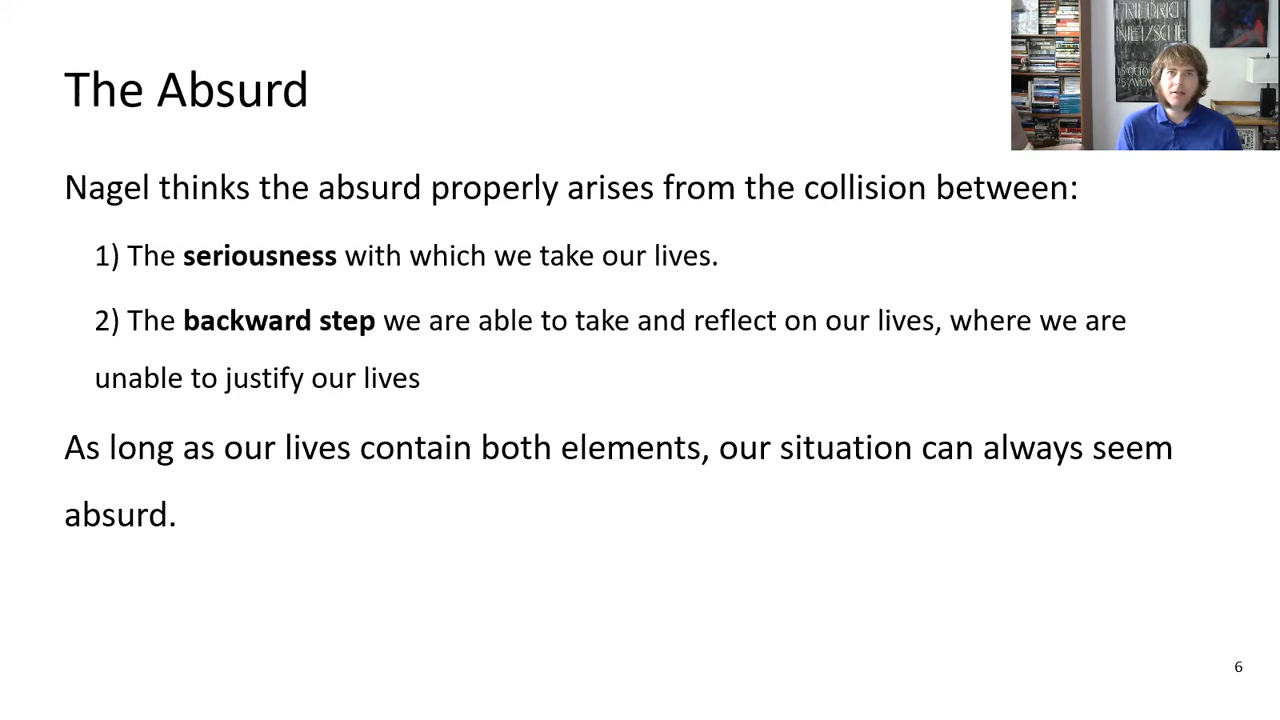 The Absurd
FRIEDRICH
NIETZSCHE
Nagel thinks the absurd properly arises from the collision between:
1) The seriousness with which we take our lives.
2) The backward step we are able to take and reflect on our lives, where we are
unable to justify our lives
As long as our lives contain both elements, our situation can always seem
absurd.
6